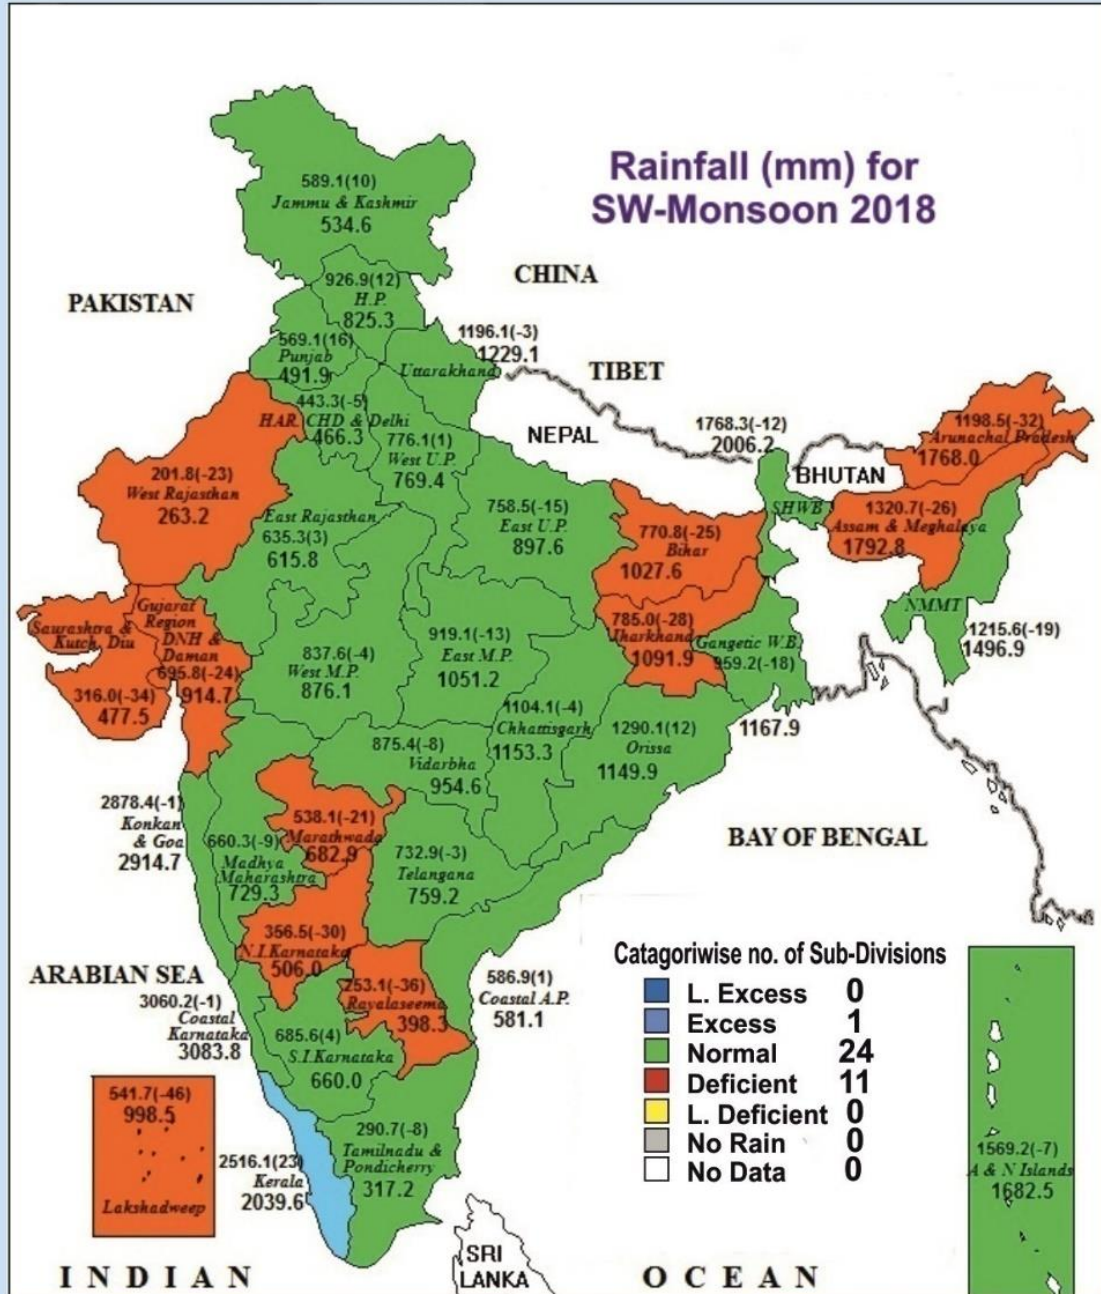 Rainfall (mm) for
SW-Monsoon 2018
589.1(10)
Jammu & Kashmir
534.6
CHINA
PAKISTAN
926.9(12)
H.P.
825.3
569.1(16)
Punjab
491.9
1196.1(-3)
1229.1
Uttarakhand
TIBET
443.3(-5)
HAR. CHD & Delhi
466.3
NEPAL
776.1(1)
West U.P.
769.4
1768.3(-12)
2006.2
BHUTAN
SHWB
1198.5(-32)
Arunachal Pradesh
1768.0
201.8(-23)
West Rajasthan
263.2
East Rajasthan
635.3(3)
615.8
758.5(-15)
East U.P.
897.6
770.8(-25)
Bihar
1027.6
1320.7(-26)
Assam & Meghalaya
1792.8
NMMT
1215.6(-19)
1496.9
Saurashtra &
Kutch, Diu
316.0(-34)
477.5
Gujarat
Region
DNH &
Daman
695.8(-24)
914.7
837.6(-4)
West M.P.
876.1
919.1(-13)
East M.P.
1051.2
785.0(-28)
Jharkhand
1091.9
Gangetic W.B.
959.2(-18)
1167.9
1104.1(-4)
Chhattisgarh
1153.3
1290.1(12)
Orissa
1149.9
875.4(-8)
Vidarbha
954.6
2878.4(-1)
Konkan
& Goa
2914.7
660.3(-9)
Madhya
Maharashtra
729.3
538.1(-21)
Marathwada
682.9
732.9(-3)
Telangana
759.2
BAY OF BENGAL
356.5(-30)
N.I.Karnataka
506.0
ARABIAN SEA
3060.2(-1)
Coastal
Karnataka
3083.8
253.1(-36)
Rayalaseema
398.3
586.9(1)
Coastal A.P.
581.1
685.6(4)
S.I.Karnataka
660.0
541.7(-46)
998.5
Lakshadweep
2516.1(23)
Kerala
2039.6
290.7(-8)
Tamilnadu &
Pondicherry
317.2
Catagoriwise no. of Sub-Divisions
L. Excess 0
Excess 1
Normal 24
Deficient 11
L. Deficient 0
No Rain 0
No Data 0
1569.2(-7)
A & N Islands
1682.5
SRI
LANKA
INDIAN OCEAN